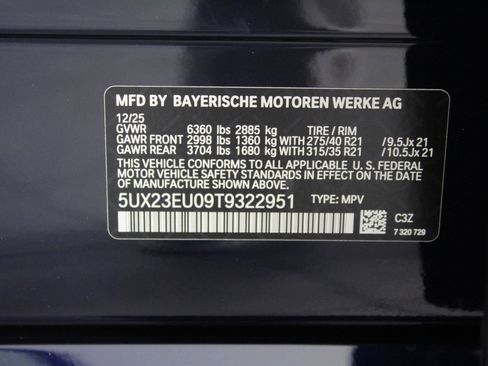 MFD BY BAYERISCHE MOTOREN WERKE AG
12/25
GVWR 6360 lbs 2885 kg TIRE / RIM
GAWR FRONT 2998 lbs 1360 kg WITH 275/40 R21 /9.5Jx 21
GAWR REAR 3704 lbs 1680 kg WITH 315/35 R21 /10.5Jx 21
THIS VEHICLE CONFORMS TO ALL APPLICABLE U. S. FEDERAL
MOTOR VEHICLE SAFETY STANDARDS IN EFFECT ON THE DATE
OF MANUFACTURE SHOWN ABOVE.
5UX23EU09T9322951 TYPE: MPV
C3Z
7 320 729